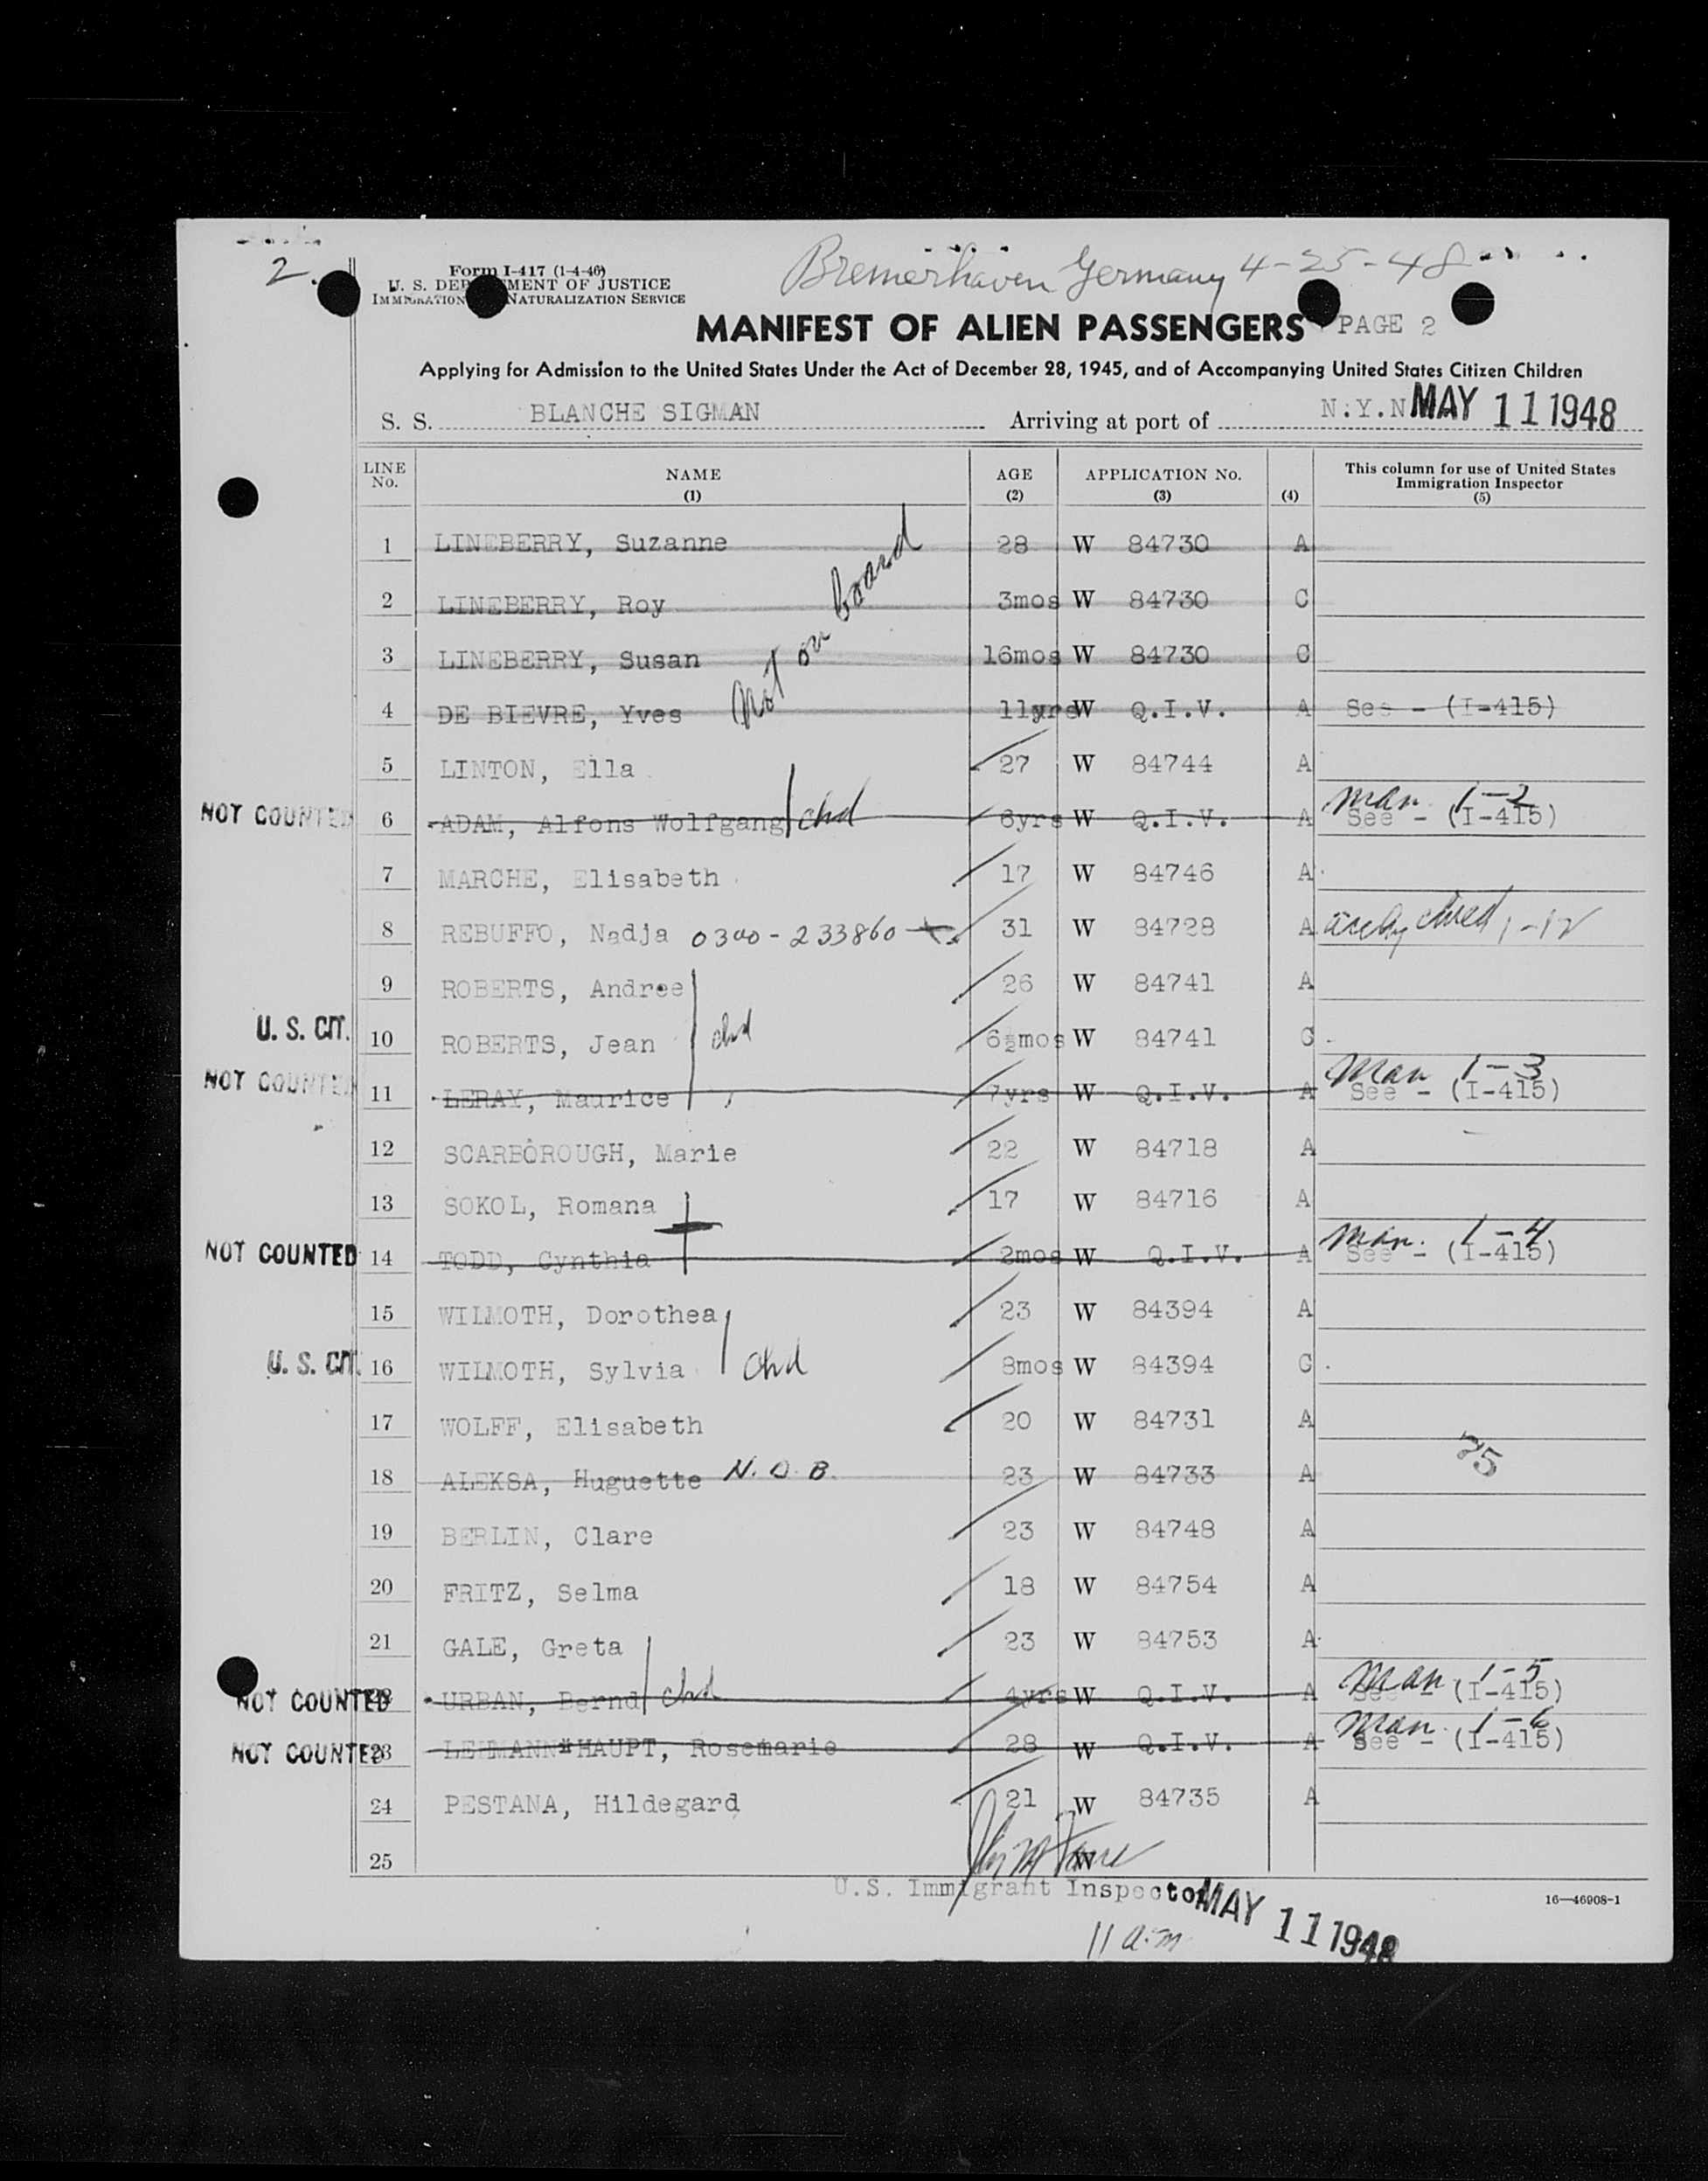 2.
Form I-417 (1-4-46)
U. S. DEPARTMENT OF JUSTICE
IMMIGRATION NATURALIZATION SERVICE
Bremerhaven Germany 4-25-48
MANIFEST OF ALIEN PASSENGERS PAGE 2
Applying for Admission to the United States Under the Act of December 28, 1945, and of Accompanying United States Citizen Children
S. S. BLANCHE SIGMAN Arriving at port of N.Y.N MAY 11 1948
LINE No. NAME (1) AGE (2) APPLICATION No. (3) (4) This column for use of United States Immigration Inspector (5)
1 LINEBERRY, Suzanne 28 W 84730 A
2 LINEBERRY, Roy 3mos W 84730 C
3 LINEBERRY, Susan 16mos W 84730 C
4 DE BIEVRE, Yves 11yrs W Q.I.V. A See - (I-415)
Not on board
5 LINTON, Ella 27 W 84744 A
NOT COUNTED 6 ADAM, Alfons Wolfgang chd 6yrs W Q.I.V. A Man. 1-2 See - (I-415)
7 MARCHE, Elisabeth 17 W 84746 A
8 REBUFFO, Nadja 0300-233860 31 W 84728 A 1-12
9 ROBERTS, Andree 26 W 84741 A
U. S. CIT. 10 ROBERTS, Jean chd 6½mos W 84741 C
NOT COUNTED 11 LERAY, Maurice 7yrs W Q.I.V. A Man 1-3 See - (I-415)
12 SCARBOROUGH, Marie 22 W 84718 A
13 SOKOL, Romana 17 W 84716 A
NOT COUNTED 14 TODD, Cynthia 2mos W Q.I.V. A Man. 1-4 See - (I-415)
15 WILMOTH, Dorothea 23 W 84394 A
U. S. CIT. 16 WILMOTH, Sylvia chd 8mos W 84394 C
17 WOLFF, Elisabeth 20 W 84731 A
75
18 ALEKSA, Huguette N.O.B. 23 W 84733 A
19 BERLIN, Clare 23 W 84748 A
20 FRITZ, Selma 18 W 84754 A
21 GALE, Greta 23 W 84753 A
NOT COUNTED 22 URBAN, Bernd chd 4yrs W Q.I.V. A Man 1-5 See - (I-415)
NOT COUNTED 23 LEHMANN-HAUPT, Rosemarie 28 W Q.I.V. A Man. 1-6 See - (I-415)
24 PESTANA, Hildegard 21 W 84735 A
25 W
U.S. Immigrant Inspector MAY 11 1948
16—46908-1
11 a.m